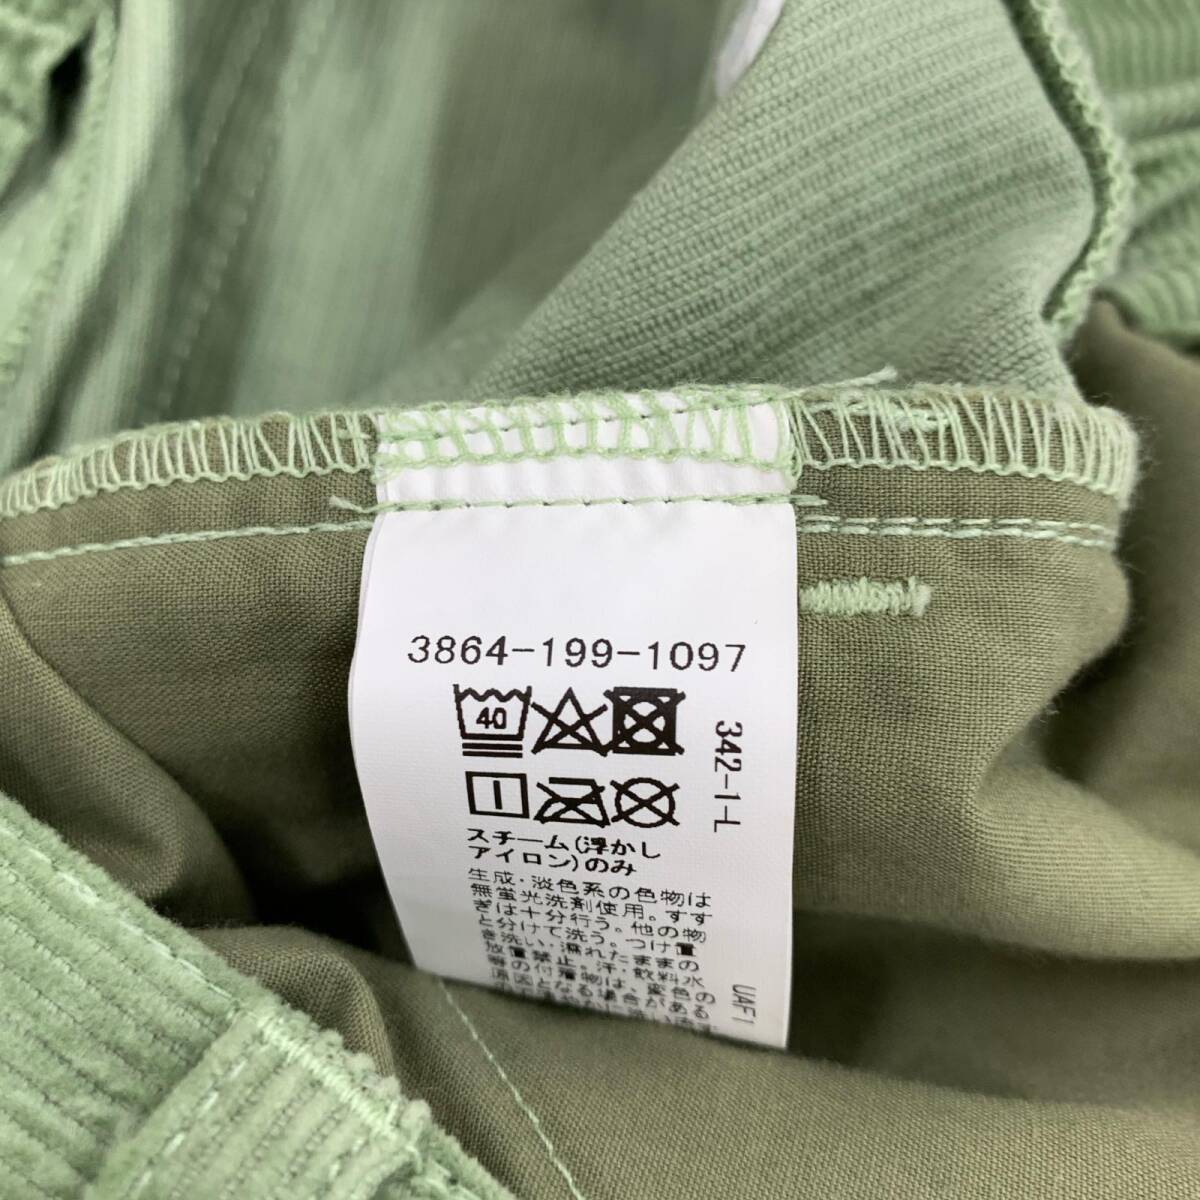 3864-199-1097
40
342-1-L
スチーム(浮かし
アイロン)のみ
生成・淡色系の色物は
無蛍光洗剤使用。すす
ぎは十分行う。他の物
と分けて洗う。つけ置
き洗い・濡れたままの
放置禁止。汗・飲料水
等の付着物は、変色の
原因となる場合がある
UAFI